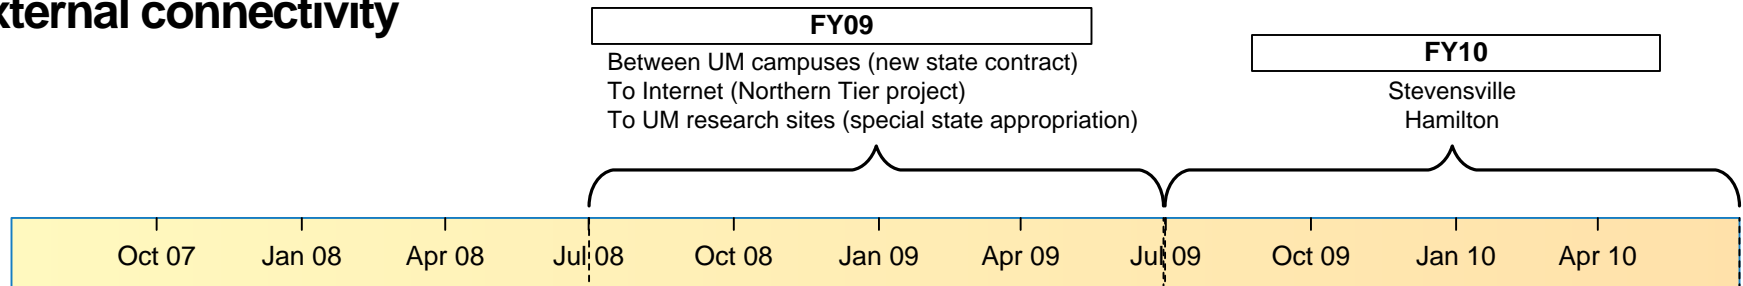 xternal connectivity
FY09
Between UM campuses (new state contract)
To Internet (Northern Tier project)
To UM research sites (special state appropriation)
FY10
Stevensville
Hamilton
Oct 07 Jan 08 Apr 08 Jul 08 Oct 08 Jan 09 Apr 09 Jul 09 Oct 09 Jan 10 Apr 10